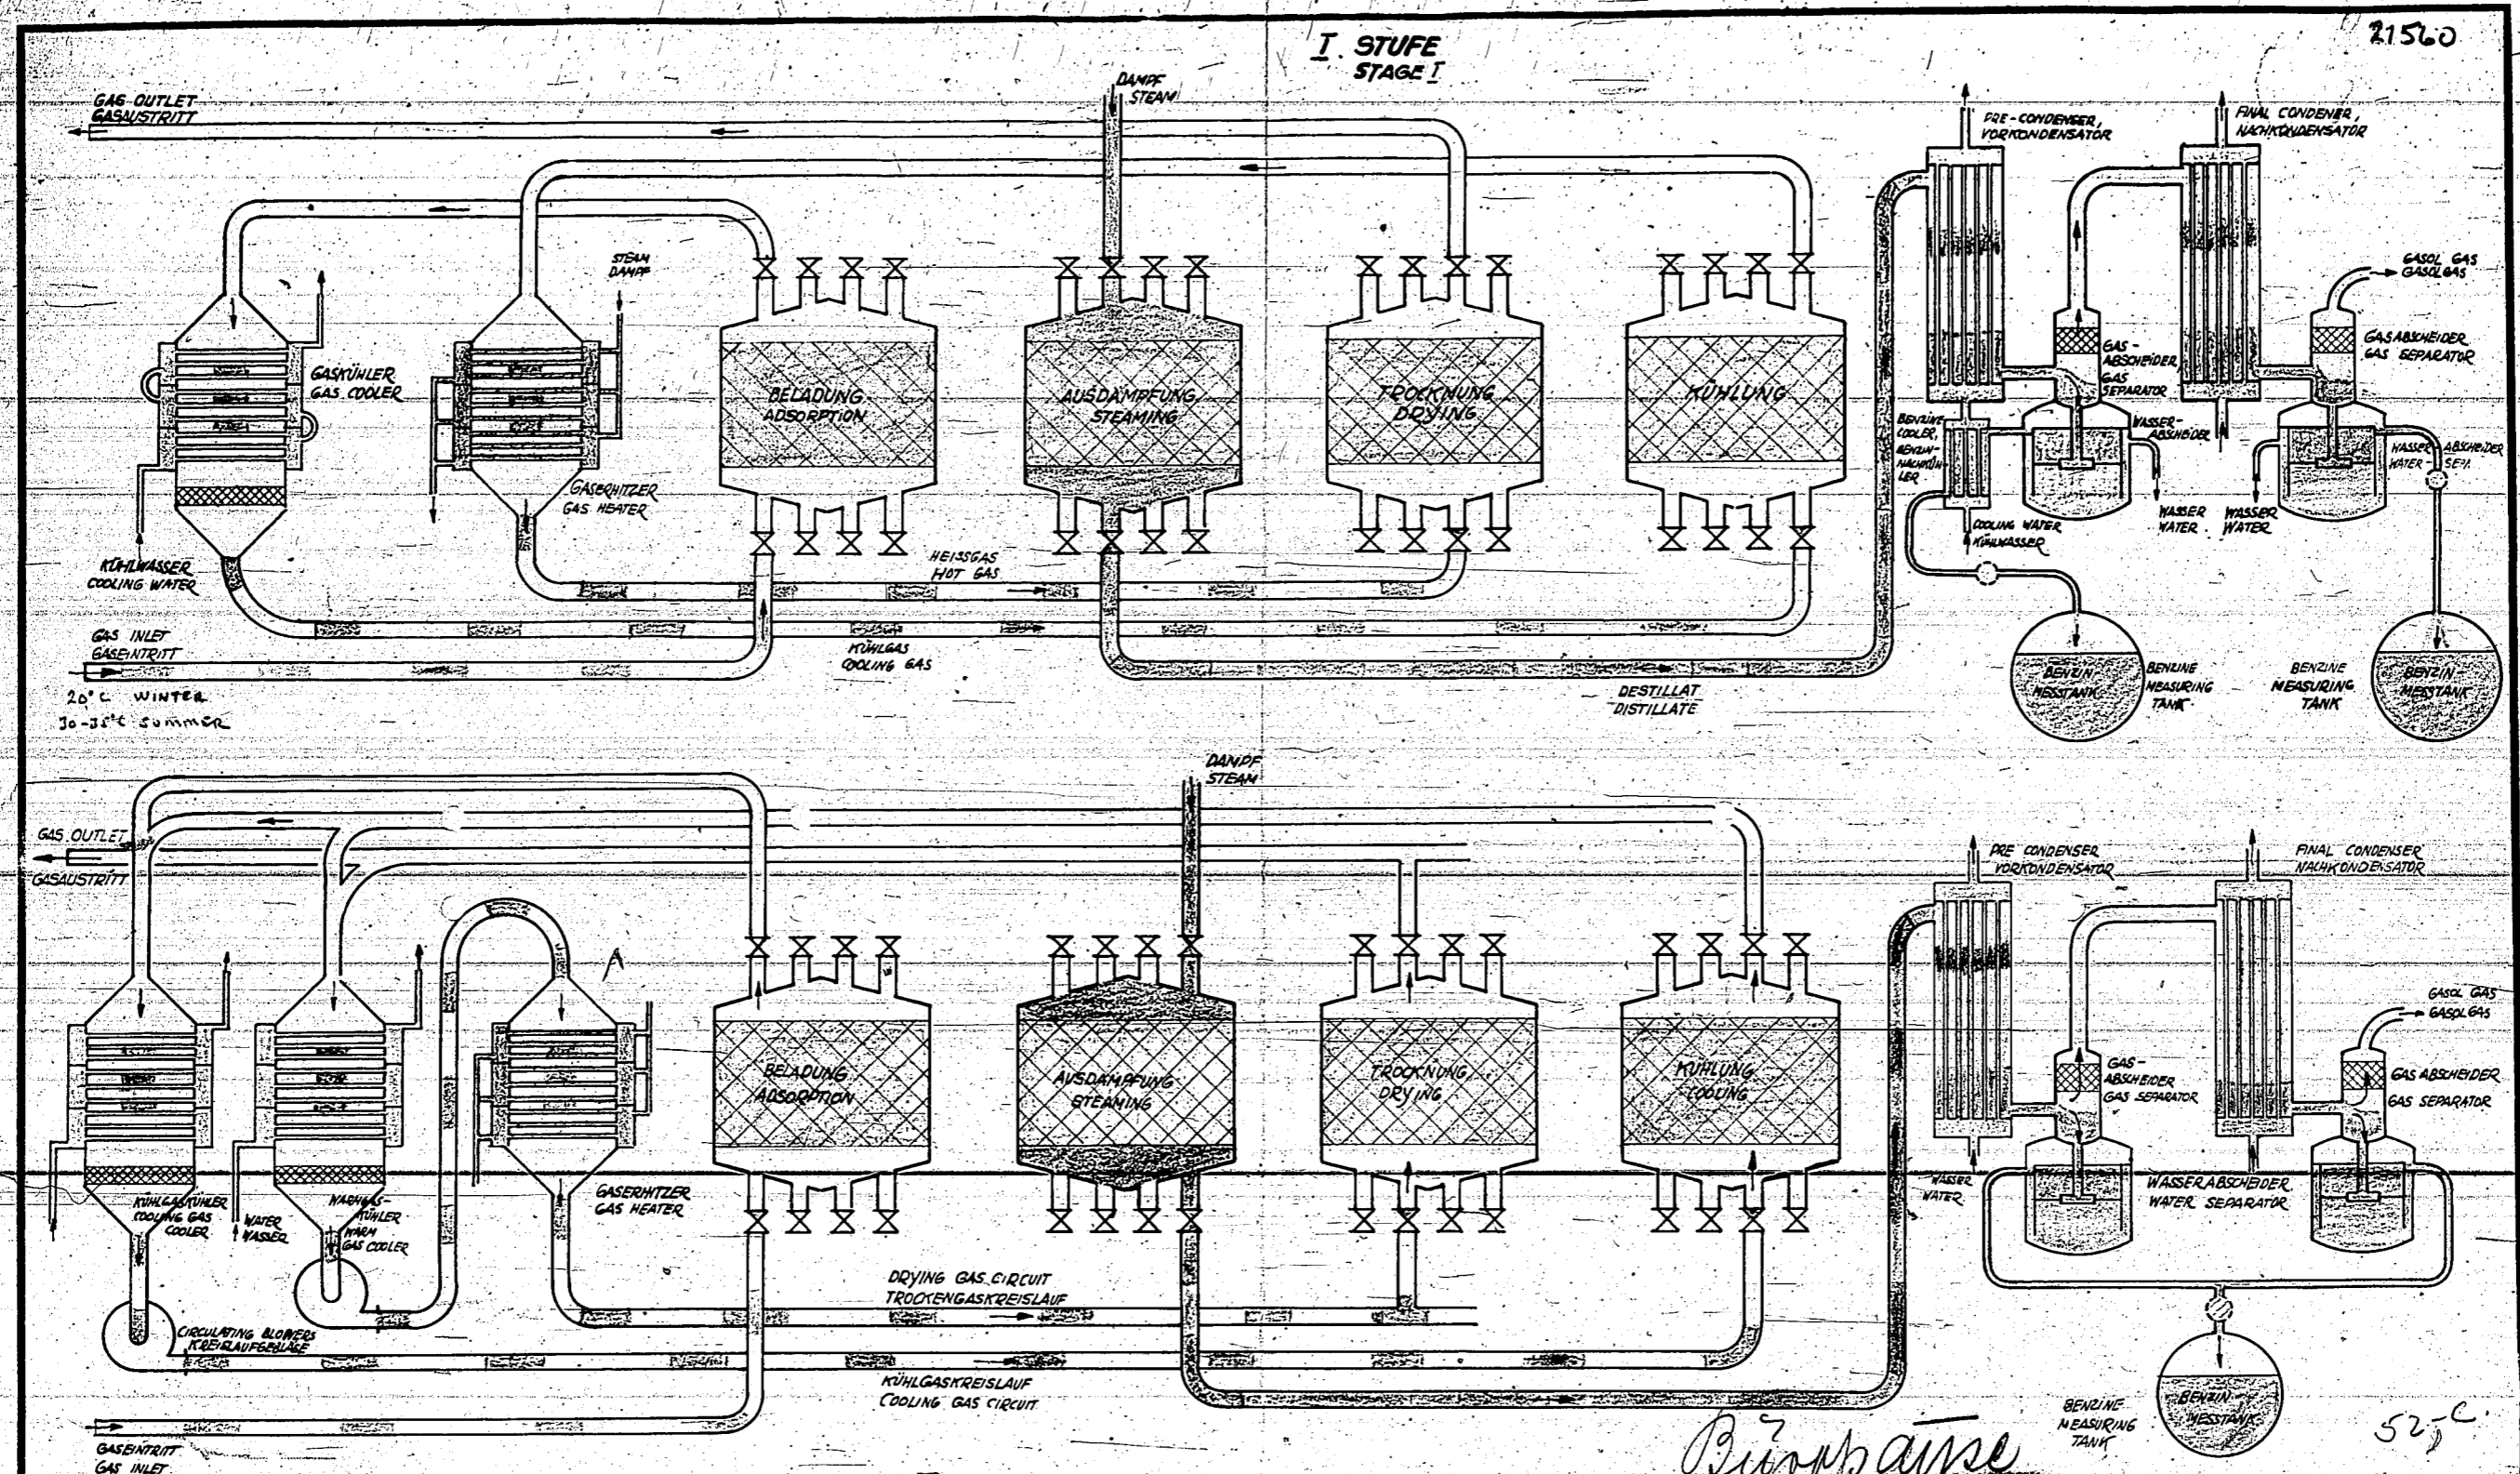 21560
I. STUFE
STAGE I
DAMPF
STEAM
GAS OUTLET
GASAUSTRITT
PRE-CONDENSER,
VORKONDENSATOR
FINAL CONDENER,
NACHKONDENSATOR
STEAM
DAMPF
GASOL GAS
GASOLGAS
GASKÜHLER
GAS COOLER
GAS-
ABSCHEIDER
GAS
SEPARATOR
GASABSCHEIDER
GAS SEPARATOR
BELADUNG
ADSORPTION
AUSDAMPFUNG
STEAMING
TROCKNUNG
DRYING
KÜHLUNG
BENZINE
COOLER,
BENZIN-
NACHKÜH-
LER
WASSER-
ABSCHEIDER
WASSER ABSCHEIDER
WATER SEP.
GASERHITZER
GAS HEATER
WASSER
WATER
WASSER
WATER
COOLING WATER
KÜHLWASSER
KÜHLWASSER
COOLING WATER
HEISSGAS
HOT GAS
GAS INLET
GASEINTRITT
KÜHLGAS
COOLING GAS
20°C WINTER
30-35°C SUMMER
DESTILLAT
DISTILLATE
BENZIN
MESSTANK
BENZINE
MEASURING
TANK
BENZINE
MEASURING
TANK
BENZIN
MESSTANK
DAMPF
STEAM
GAS OUTLET
GASAUSTRITT
PRE CONDENSER
VORKONDENSATOR
FINAL CONDENSER
NACHKONDENSATOR
A
GASOL GAS
GASOLGAS
BELADUNG
ADSORPTION
AUSDAMPFUNG
STEAMING
TROCKNUNG
DRYING
KÜHLUNG
COOLING
GAS-
ABSCHEIDER
GAS SEPARATOR
GAS ABSCHEIDER
GAS SEPARATOR
KÜHLGASKÜHLER
COOLING GAS
COOLER
WATER
WASSER
WARMGAS-
KÜHLER
WARM
GAS COOLER
GASERHITZER
GAS HEATER
WASSER
WATER
WASSERABSCHEIDER
WATER SEPARATOR
DRYING GAS CIRCUIT
TROCKENGASKREISLAUF
CIRCULATING BLOWERS
KREISLAUFGEBLÄSE
KÜHLGASKREISLAUF
COOLING GAS CIRCUIT
BENZINE
MEASURING
TANK
BENZIN
MESSTANK
GASEINTRITT
GAS INLET